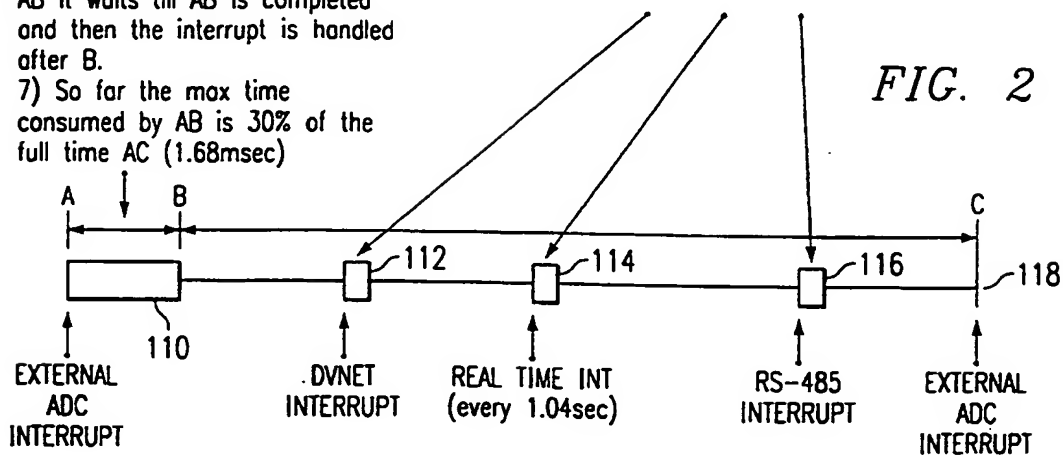 AB it waits till AB is completed
and then the interrupt is handled
after B.
7) So far the max time
consumed by AB is 30% of the
full time AC (1.68msec)
FIG. 2
A
B
C
112
114
116
118
110
EXTERNAL
ADC
INTERRUPT
DVNET
INTERRUPT
REAL TIME INT
(every 1.04sec)
RS-485
INTERRUPT
EXTERNAL
ADC
INTERRUPT